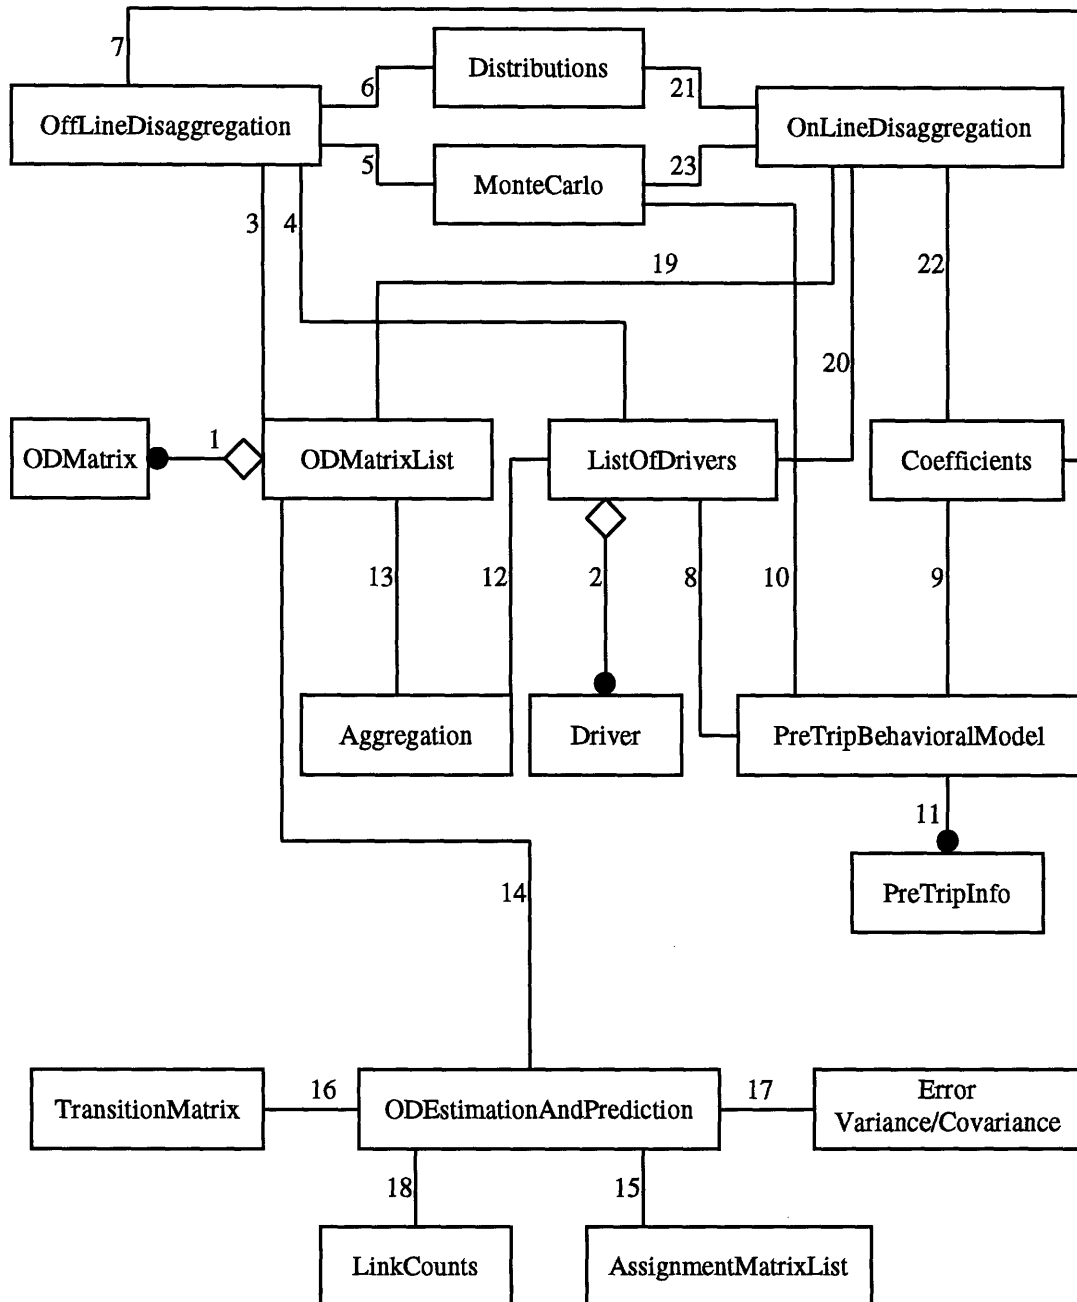 7
Distributions
6
21
OffLineDisaggregation
OnLineDisaggregation
5
MonteCarlo
23
3
4
19
22
20
1
ODMatrix
ODMatrixList
ListOfDrivers
Coefficients
13
12
2
8
10
9
Aggregation
Driver
PreTripBehavioralModel
11
14
PreTripInfo
16
17
TransitionMatrix
ODEstimationAndPrediction
Error
Variance/Covariance
18
15
LinkCounts
AssignmentMatrixList